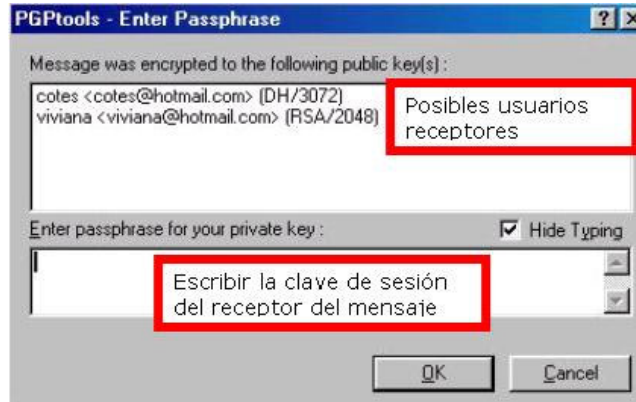 PGPtools - Enter Passphrase
Message was encrypted to the following public key(s) :
cotes <cotes@hotmail.com> (DH/3072)
viviana <viviana@hotmail.com> (RSA/2048)
Posibles usuarios
receptores
Enter passphrase for your private key :
Hide Typing
Escribir la clave de sesión
del receptor del mensaje
OK
Cancel